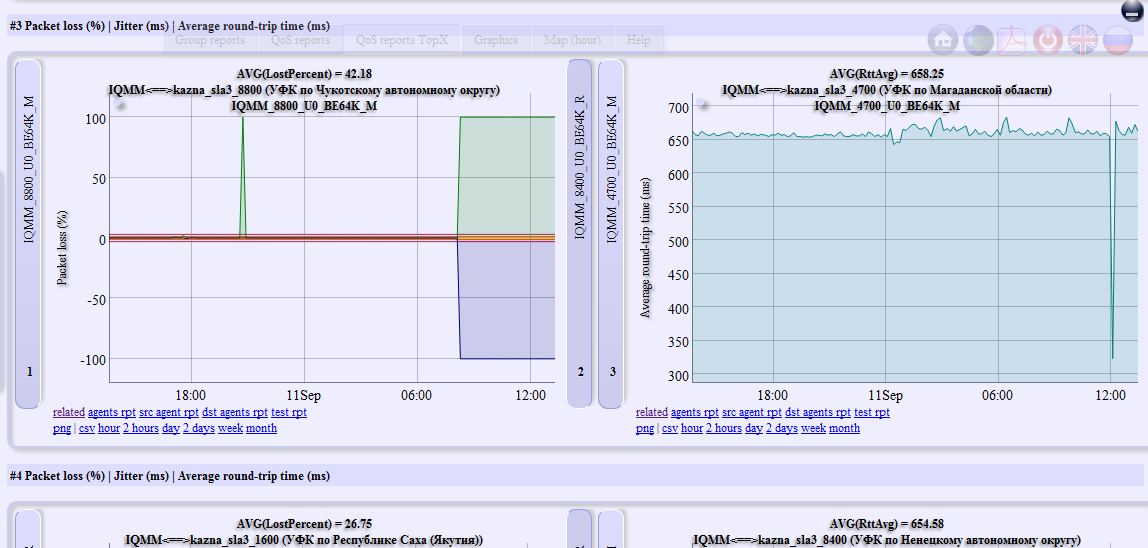 #3 Packet loss (%) | Jitter (ms) | Average round-trip time (ms)
Group reports QoS reports QoS reports TopX Graphics Map (hour) Help
AVG(LostPercent) = 42.18
IQMM<==>kazna_sla3_8800 (УФК по Чукотскому автономному округу)
IQMM_8800_U0_BE64K_M
IQMM_8800_U0_BE64K_M
1
Packet loss (%)
100
50
0
-50
-100
18:00 11Sep 06:00 12:00
related agents rpt src agent rpt dst agents rpt test rpt
png | csv hour 2 hours day 2 days week month
IQMM_8400_U0_BE64K_R
2
IQMM_4700_U0_BE64K_M
3
AVG(RttAvg) = 658.25
IQMM<==>kazna_sla3_4700 (УФК по Магаданской области)
IQMM_4700_U0_BE64K_M
Average round-trip time (ms)
700
650
600
550
500
450
400
350
300
18:00 11Sep 06:00 12:00
related agents rpt src agent rpt dst agents rpt test rpt
png | csv hour 2 hours day 2 days week month
#4 Packet loss (%) | Jitter (ms) | Average round-trip time (ms)
AVG(LostPercent) = 26.75
IQMM<==>kazna_sla3_1600 (УФК по Республике Саха (Якутия))
AVG(RttAvg) = 654.58
IQMM<==>kazna_sla3_8400 (УФК по Ненецкому автономному округу)